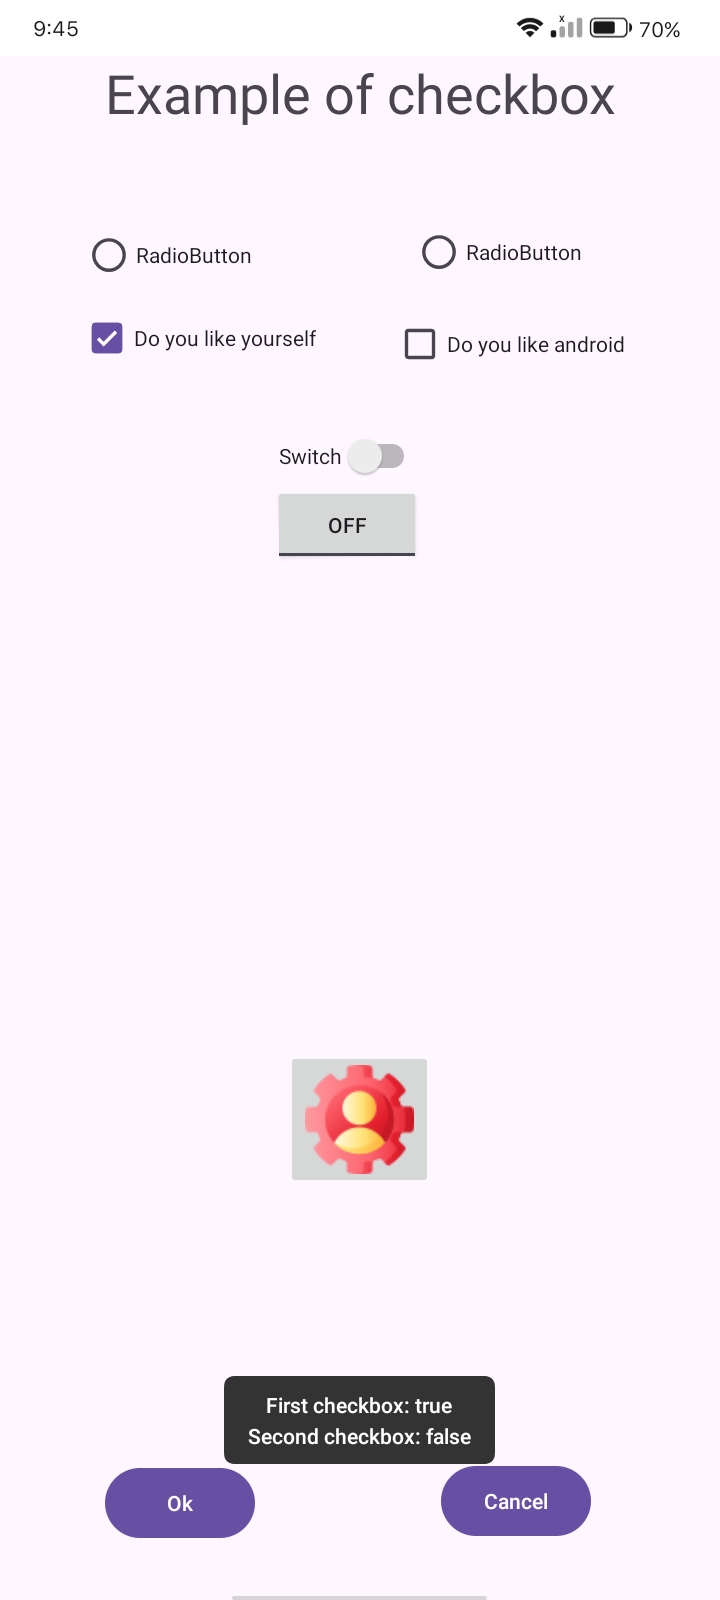 9:45
x
70%
Example of checkbox
RadioButton
RadioButton
Do you like yourself
Do you like android
Switch
OFF
First checkbox: true
Second checkbox: false
Ok
Cancel